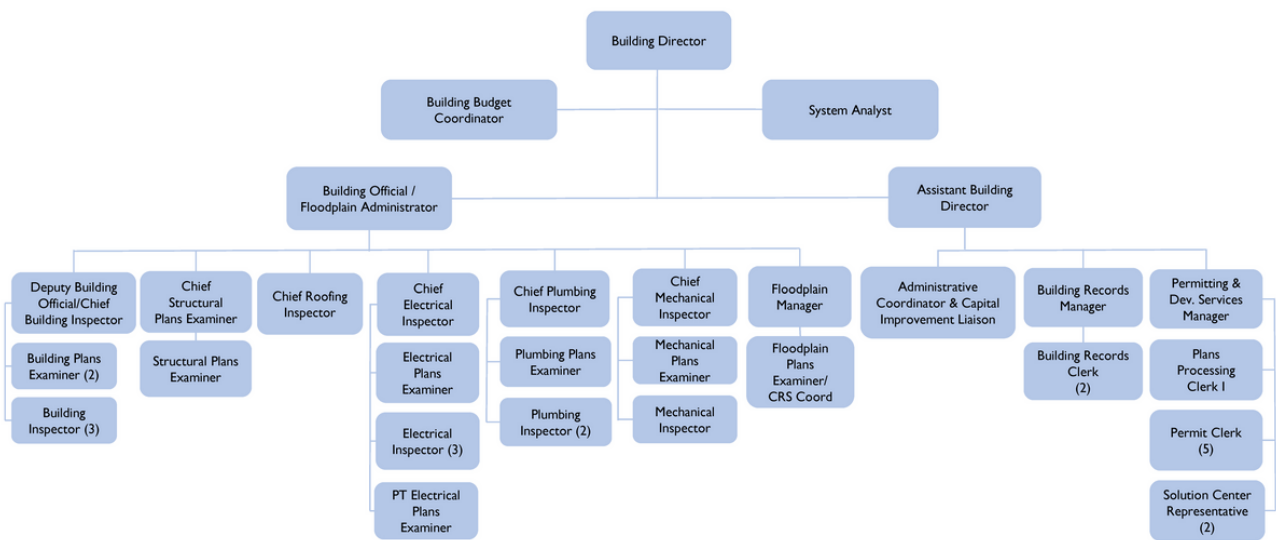 Building Director
Building Budget
Coordinator
System Analyst
Building Official /
Floodplain Administrator
Assistant Building
Director
Deputy Building
Official/Chief
Building Inspector
Building Plans
Examiner (2)
Building
Inspector (3)
Chief
Structural
Plans Examiner
Structural Plans
Examiner
Chief Roofing
Inspector
Chief
Electrical
Inspector
Electrical
Plans
Examiner
Electrical
Inspector (3)
PT Electrical
Plans
Examiner
Chief Plumbing
Inspector
Plumbing Plans
Examiner
Plumbing
Inspector (2)
Chief
Mechanical
Inspector
Mechanical
Plans
Examiner
Mechanical
Inspector
Floodplain
Manager
Floodplain
Plans
Examiner/
CRS Coord
Administrative
Coordinator & Capital
Improvement Liaison
Building Records
Manager
Building Records
Clerk
(2)
Permitting &
Dev. Services
Manager
Plans
Processing
Clerk I
Permit Clerk
(5)
Solution Center
Representative
(2)